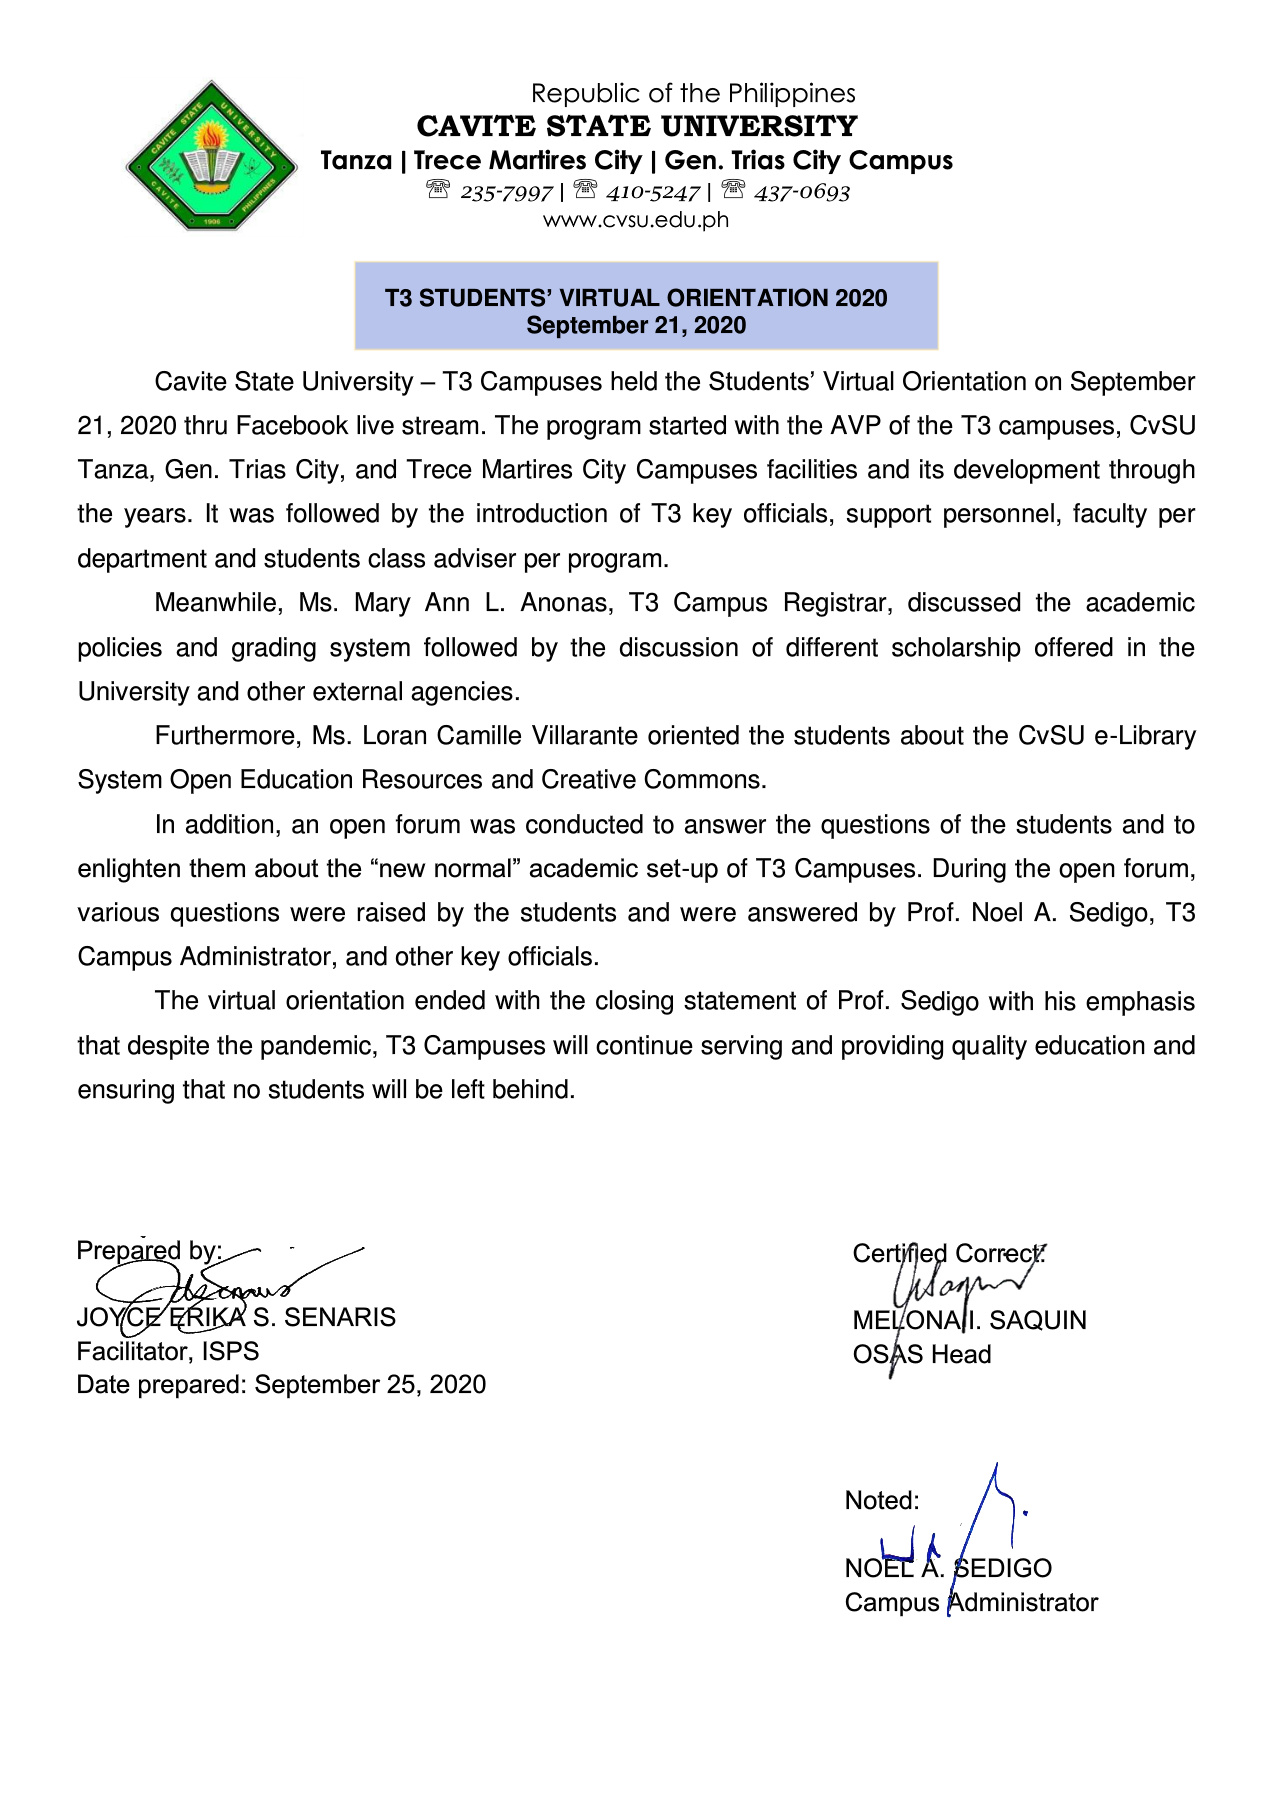 Republic of the Philippines
CAVITE STATE UNIVERSITY
Tanza | Trece Martires City | Gen. Trias City Campus
☏ 235-7997 | ☏ 410-5247 | ☏ 437-0693
www.cvsu.edu.ph
CAVITE STATE UNIVERSITY
CAVITE PHILIPPINES
1906
T3 STUDENTS’ VIRTUAL ORIENTATION 2020
September 21, 2020
Cavite State University – T3 Campuses held the Students’ Virtual Orientation on September
21, 2020 thru Facebook live stream. The program started with the AVP of the T3 campuses, CvSU
Tanza, Gen. Trias City, and Trece Martires City Campuses facilities and its development through
the years. It was followed by the introduction of T3 key officials, support personnel, faculty per
department and students class adviser per program.
Meanwhile, Ms. Mary Ann L. Anonas, T3 Campus Registrar, discussed the academic
policies and grading system followed by the discussion of different scholarship offered in the
University and other external agencies.
Furthermore, Ms. Loran Camille Villarante oriented the students about the CvSU e-Library
System Open Education Resources and Creative Commons.
In addition, an open forum was conducted to answer the questions of the students and to
enlighten them about the “new normal” academic set-up of T3 Campuses. During the open forum,
various questions were raised by the students and were answered by Prof. Noel A. Sedigo, T3
Campus Administrator, and other key officials.
The virtual orientation ended with the closing statement of Prof. Sedigo with his emphasis
that despite the pandemic, T3 Campuses will continue serving and providing quality education and
ensuring that no students will be left behind.
Prepared by:
JOYCE ERIKA S. SENARIS
Facilitator, ISPS
Date prepared: September 25, 2020
Certified Correct:
MELONA I. SAQUIN
OSAS Head
Noted:
NOEL A. SEDIGO
Campus Administrator